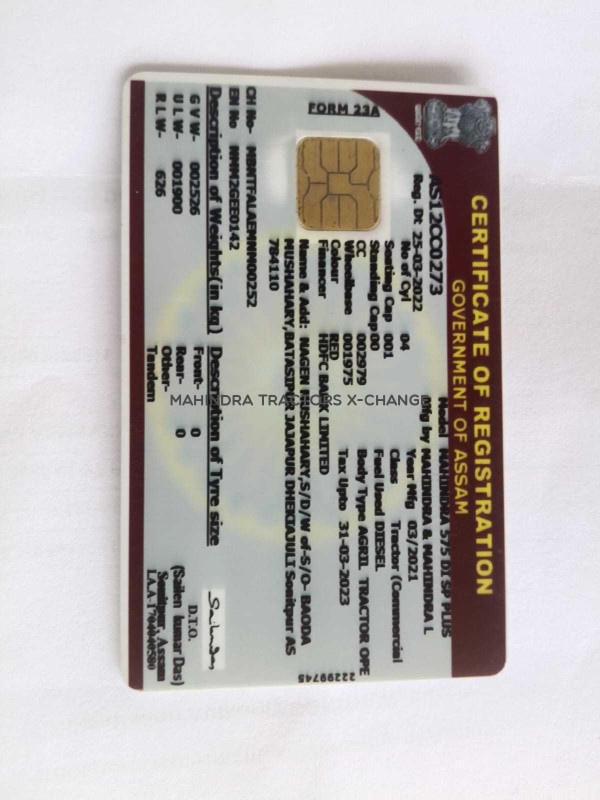 CERTIFICATE OF REGISTRATION
GOVERNMENT OF ASSAM
FORM 23A
AS12CC0273
Reg. Dt 25-03-2022
Model MAHINDRA 575 DI SP PLUS
Mfg by MAHINDRA & MAHINDRA L
No of Cyl 04
Year Mfg 03/2021
Seating Cap 001
Class Tractor (Commercial
Standing Cap 00
Fuel Used DIESEL
CC 002979
Body Type AGRIL TRACTOR OPE
Wheelbase 001975
Tax Upto 31-03-2023
Colour RED
Financer HDFC BANK LIMITED
Name & Add: NAGEN MUSHAHARY,S/D/W of-S/O- BAODA
MUSHAHARY,BATASIPUR JAJAPUR DHEKIAJULI Sonitpur AS
784110
22299745
CH No- MBNTFALAEMNM00252
EN No NNM2GEE0142
Description of Weights(in kg) Description of Tyre size
G V W- 002526 Front- 0
U L W- 001900 Rear- 0
R L W- 626 Other-
Tandem
D.T.O.
(Sailen kumar Das)
Sonitpur, Assam
MAHINDRA TRACTORS X-CHANGE